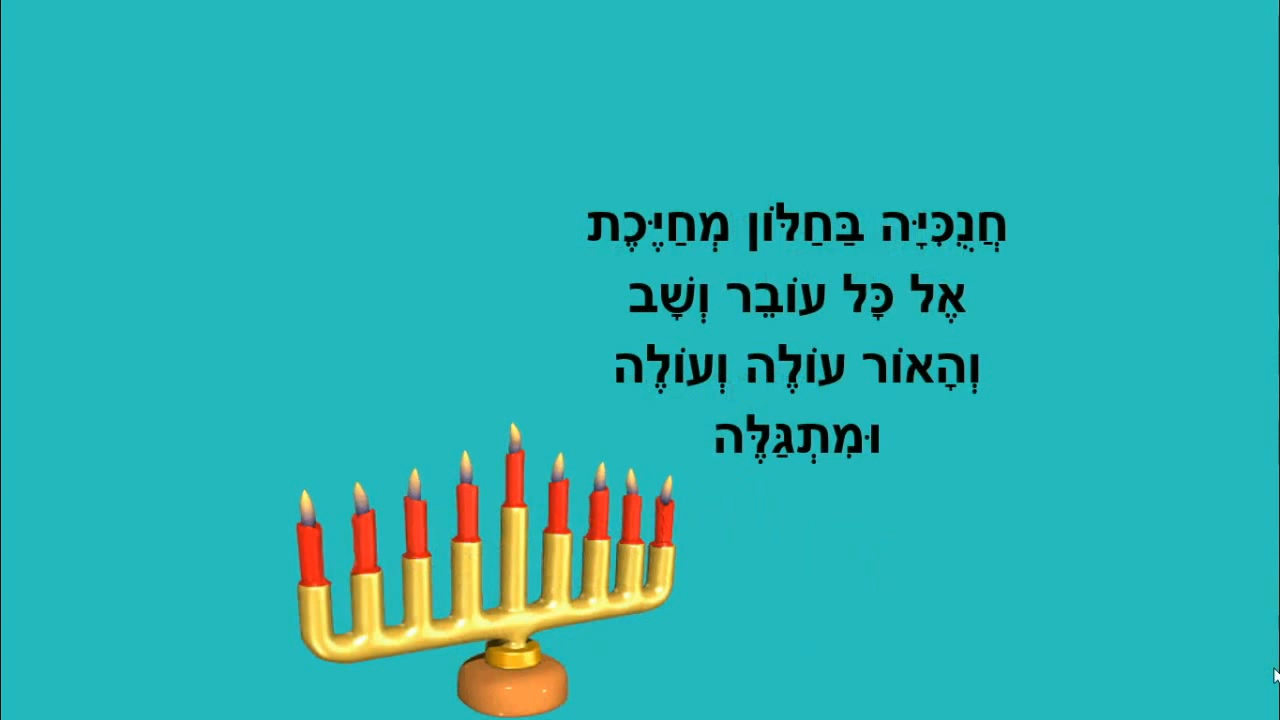 חֲנֻכִּיָּה בַּחַלּוֹן מְחַיֶּכֶת
אֶל כָּל עוֹבֵר וְשָׁב
וְהָאוֹר עוֹלֶה וְעוֹלֶה
וּמִתְגַּלֶּה